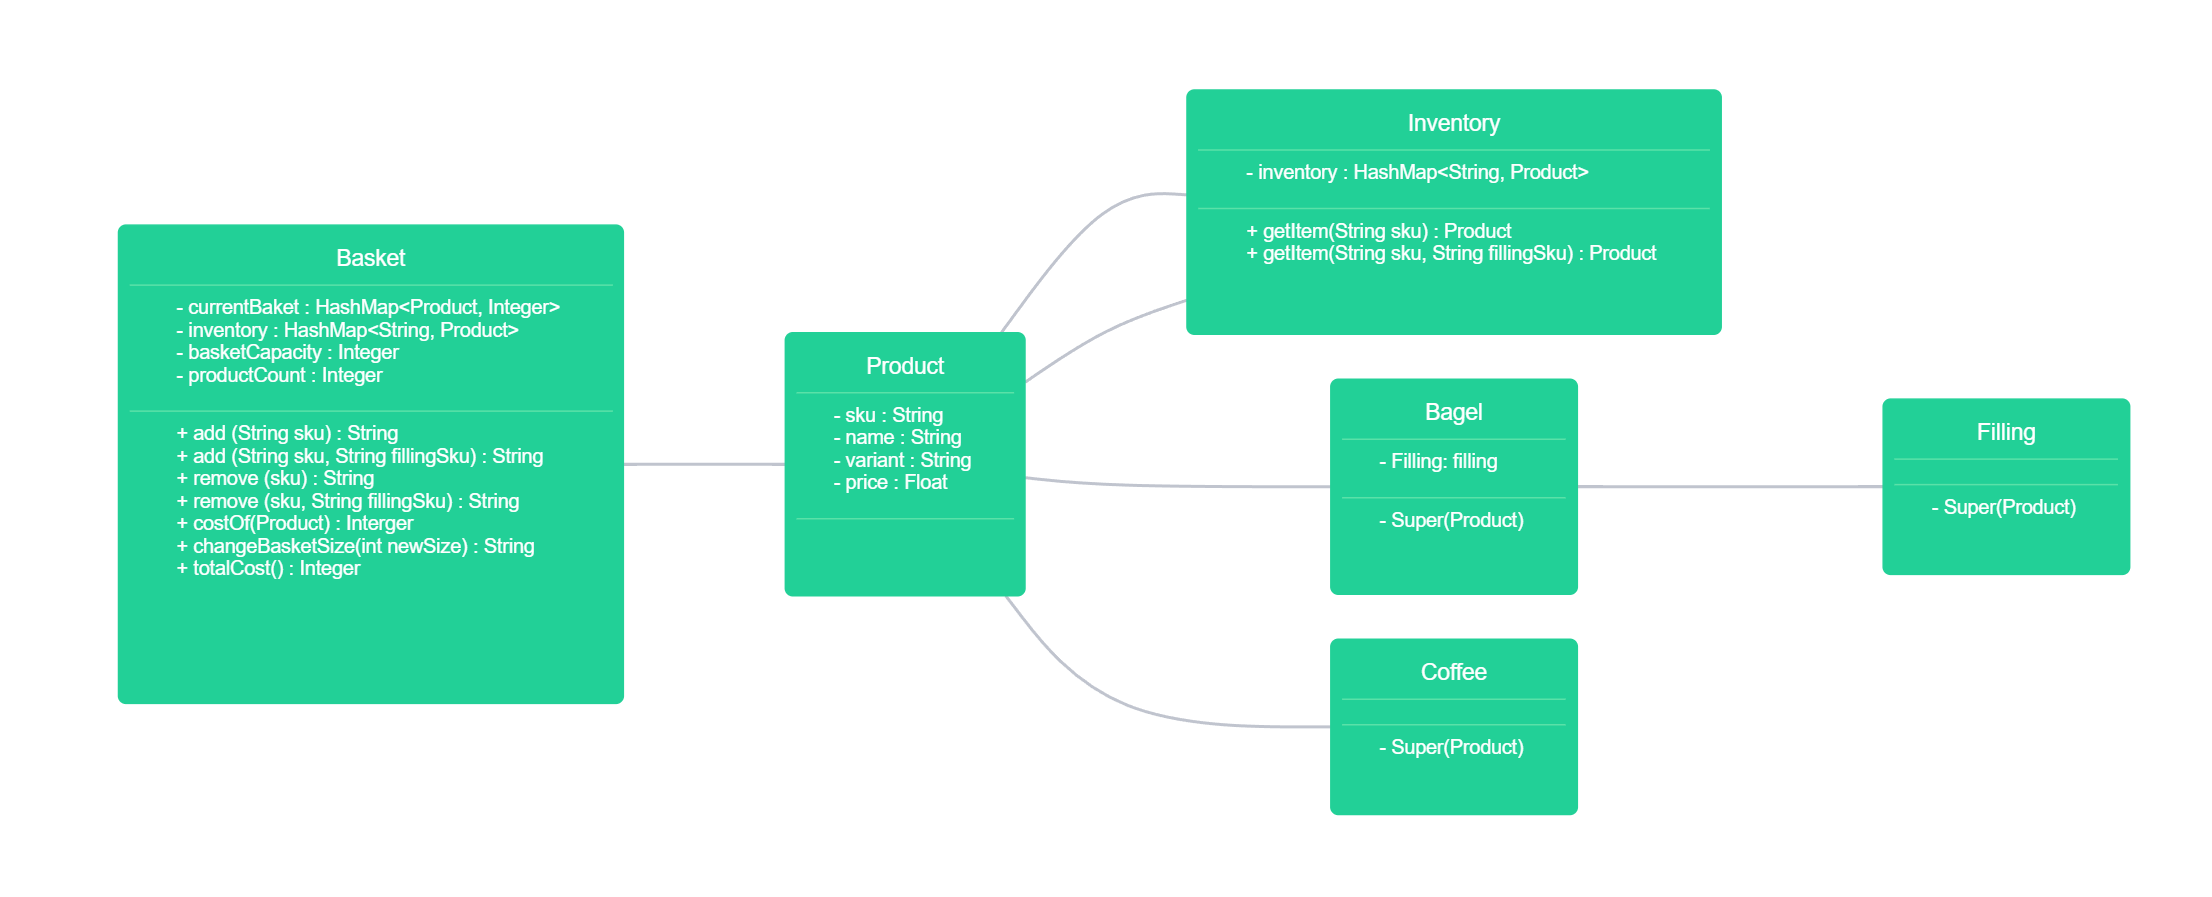 Basket
- currentBaket : HashMap<Product, Integer>
- inventory : HashMap<String, Product>
- basketCapacity : Integer
- productCount : Integer
+ add (String sku) : String
+ add (String sku, String fillingSku) : String
+ remove (sku) : String
+ remove (sku, String fillingSku) : String
+ costOf(Product) : Interger
+ changeBasketSize(int newSize) : String
+ totalCost() : Integer
Product
- sku : String
- name : String
- variant : String
- price : Float
Inventory
- inventory : HashMap<String, Product>
+ getItem(String sku) : Product
+ getItem(String sku, String fillingSku) : Product
Bagel
- Filling: filling
- Super(Product)
Filling
- Super(Product)
Coffee
- Super(Product)